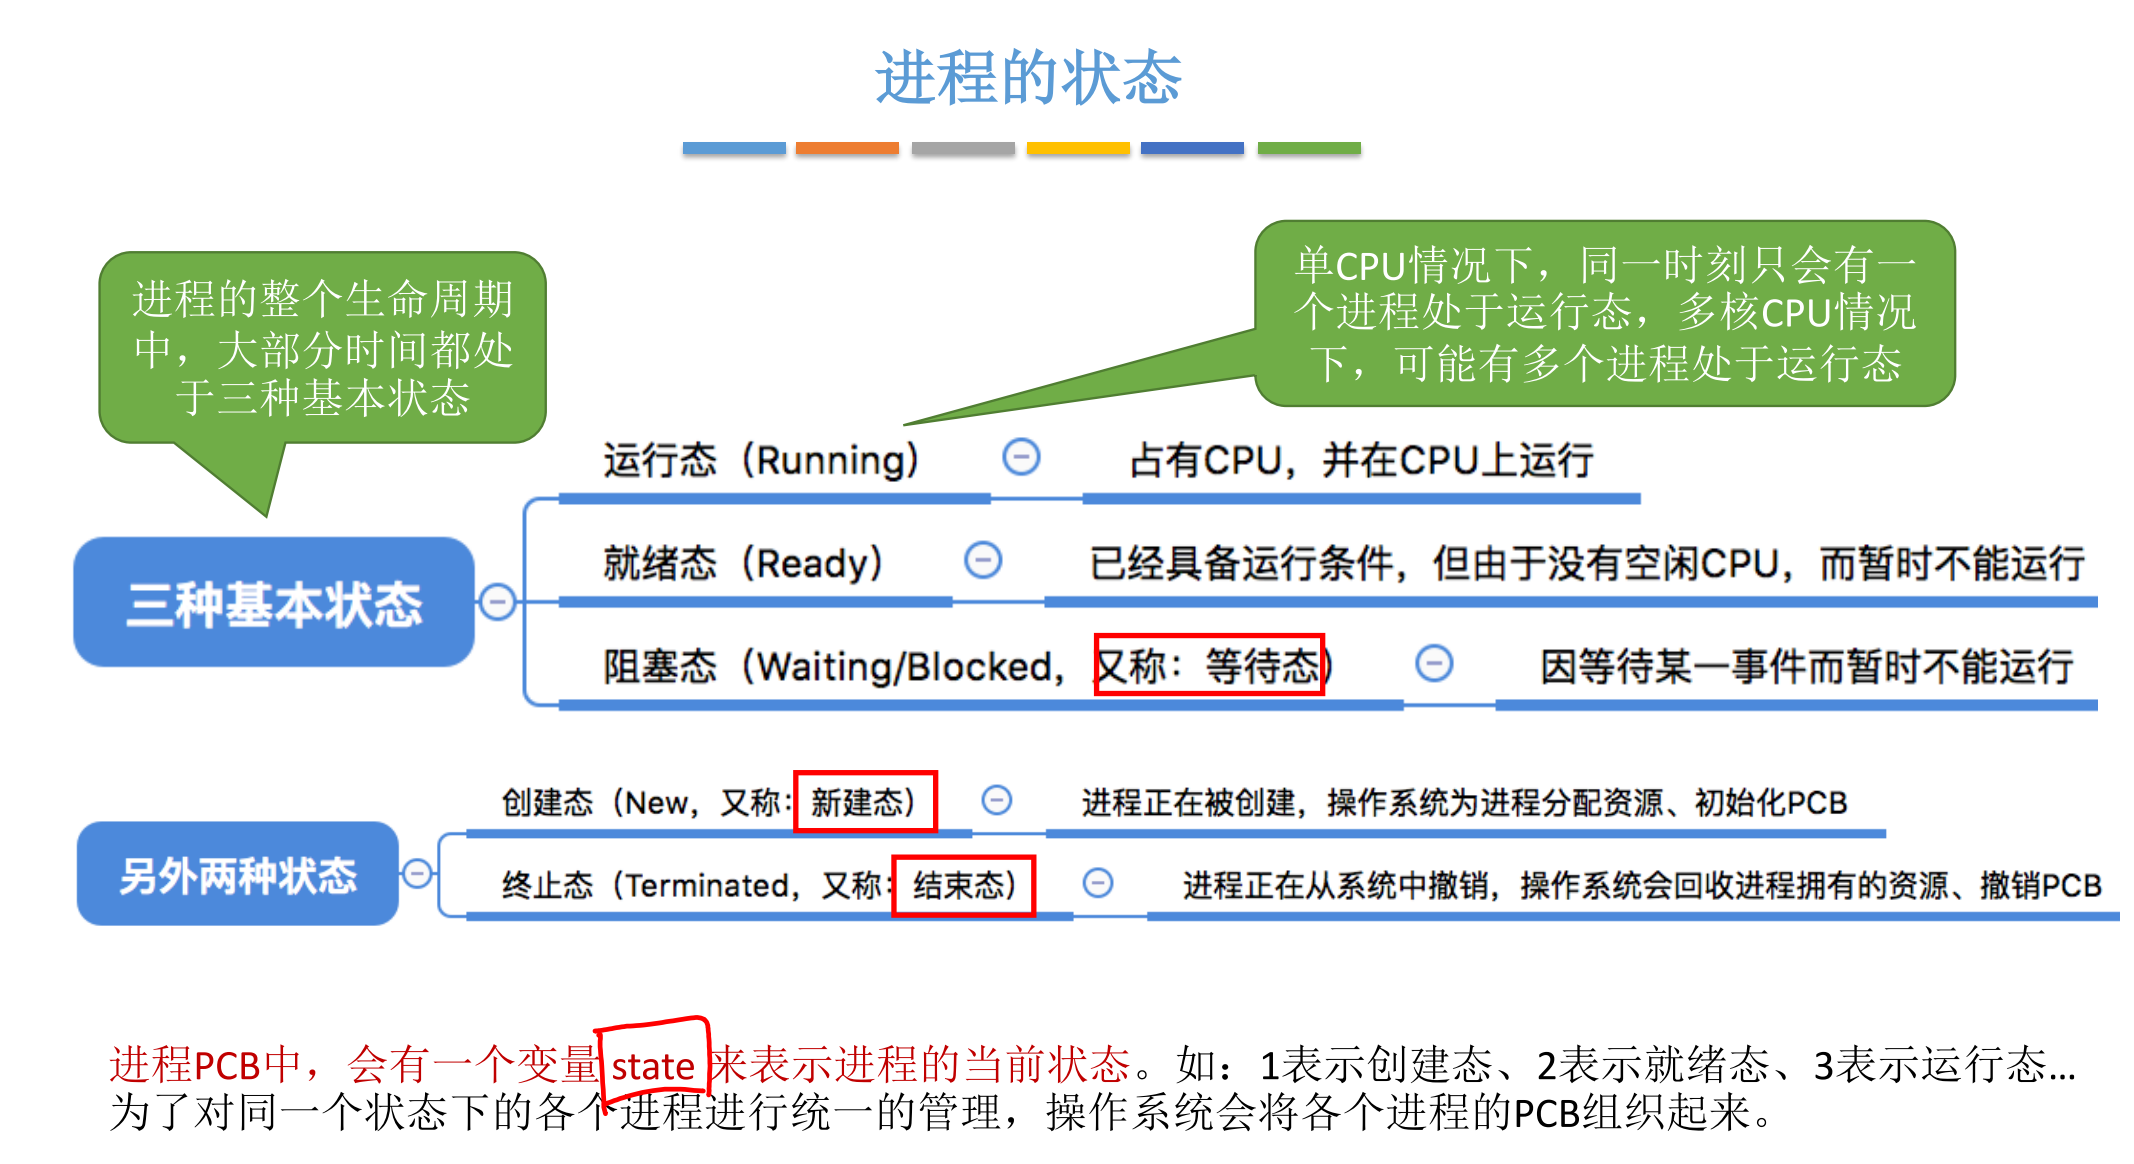 进程的状态
进程的整个生命周期
中，大部分时间都处
于三种基本状态
单CPU情况下，同一时刻只会有一
个进程处于运行态，多核CPU情况
下，可能有多个进程处于运行态
三种基本状态
运行态（Running） 占有CPU，并在CPU上运行
就绪态（Ready） 已经具备运行条件，但由于没有空闲CPU，而暂时不能运行
阻塞态（Waiting/Blocked，又称：等待态） 因等待某一事件而暂时不能运行
另外两种状态
创建态（New，又称：新建态） 进程正在被创建，操作系统为进程分配资源、初始化PCB
终止态（Terminated，又称：结束态） 进程正在从系统中撤销，操作系统会回收进程拥有的资源、撤销PCB
进程PCB中，会有一个变量 state 来表示进程的当前状态。如：1表示创建态、2表示就绪态、3表示运行态...
为了对同一个状态下的各个进程进行统一的管理，操作系统会将各个进程的PCB组织起来。